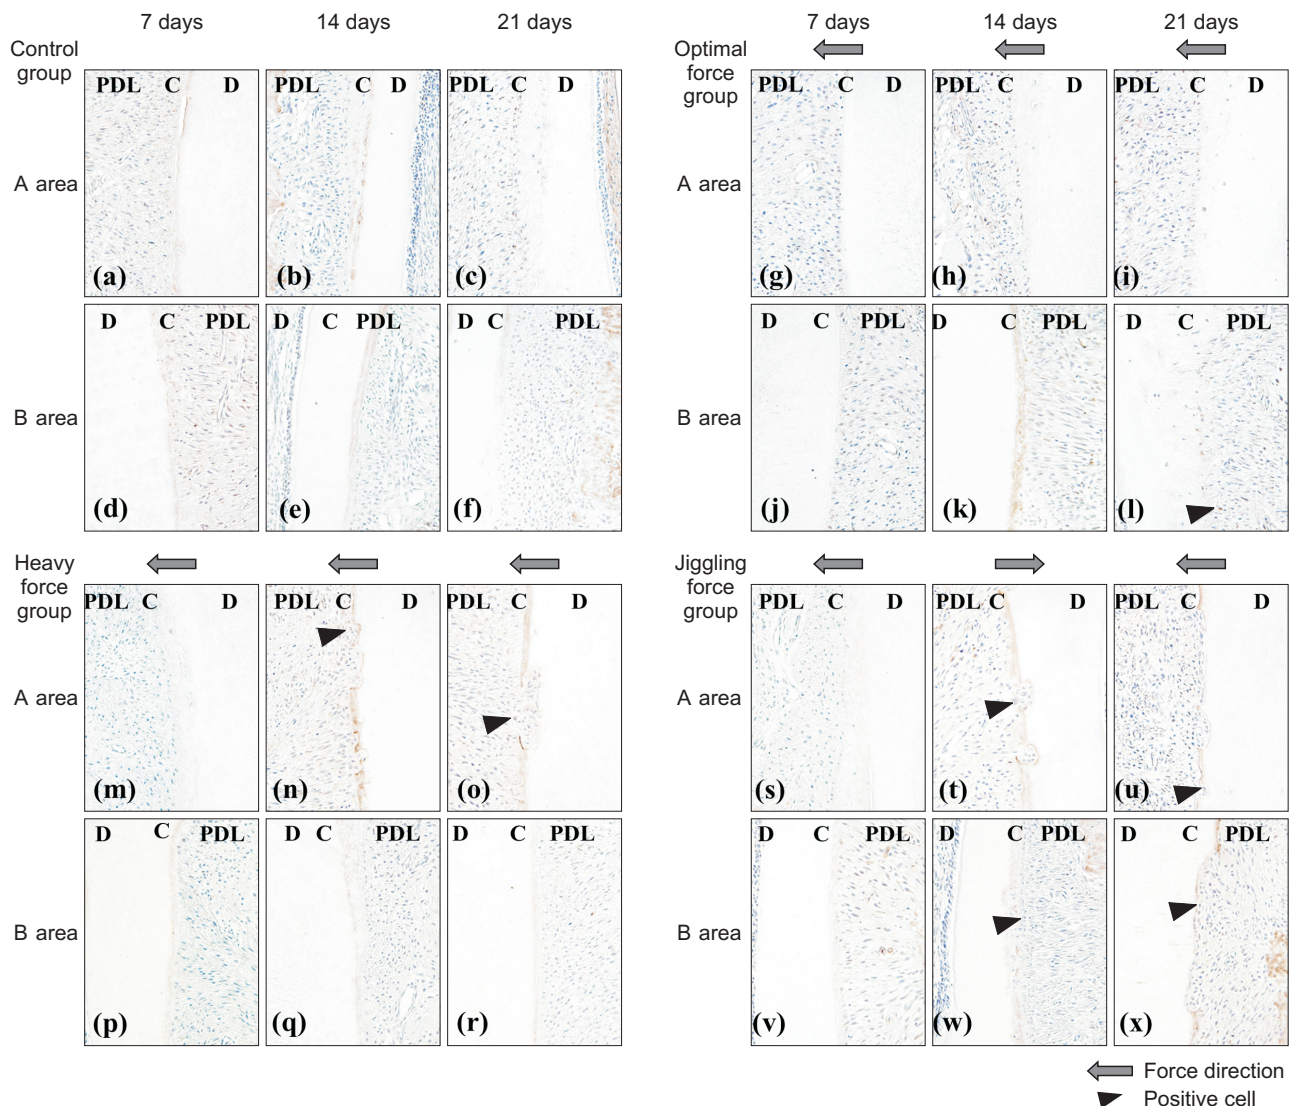 7 days 14 days 21 days
Control group
PDL C D PDL C D PDL C D
A area
(a) (b) (c)
D C PDL D C PDL D C PDL
B area
(d) (e) (f)
7 days 14 days 21 days
Optimal force group
PDL C D PDL C D PDL C D
A area
(g) (h) (i)
D C PDL D C PDL D C PDL
B area
(j) (k) (l)
Heavy force group
PDL C D PDL C D PDL C D
A area
(m) (n) (o)
D C PDL D C PDL D C PDL
B area
(p) (q) (r)
Jiggling force group
PDL C D PDL C D PDL C D
A area
(s) (t) (u)
D C PDL D C PDL D C PDL
B area
(v) (w) (x)
Force direction
Positive cell